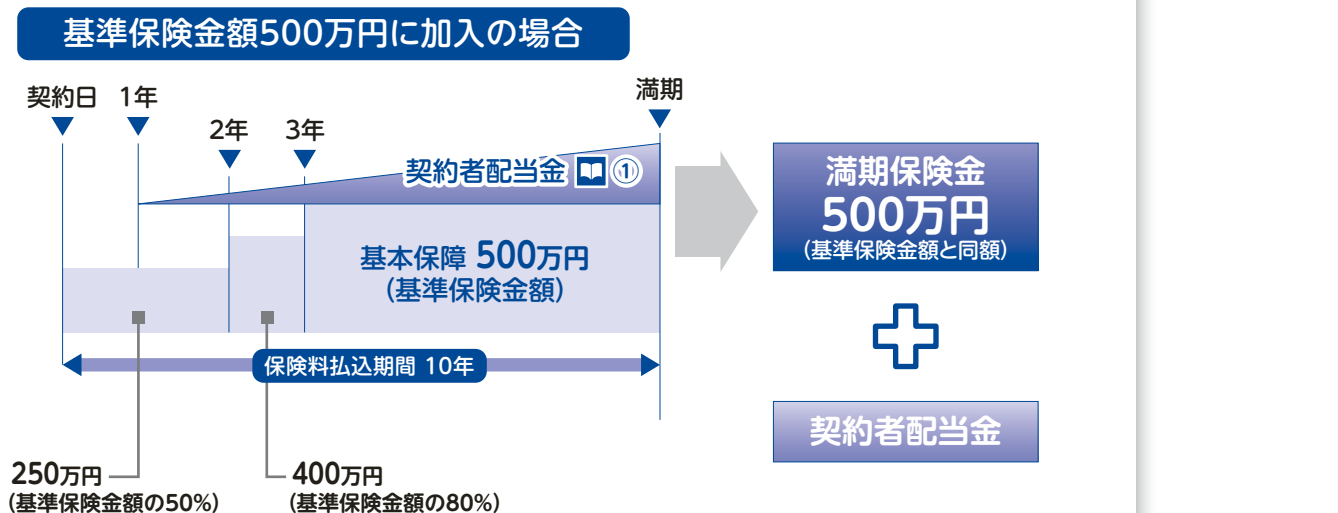 基準保険金額500万円に加入の場合
契約日
1年
2年
3年
満期
契約者配当金 ①
基本保障 500万円
(基準保険金額)
保険料払込期間 10年
250万円
(基準保険金額の50%)
400万円
(基準保険金額の80%)
満期保険金
500万円
(基準保険金額と同額)
契約者配当金